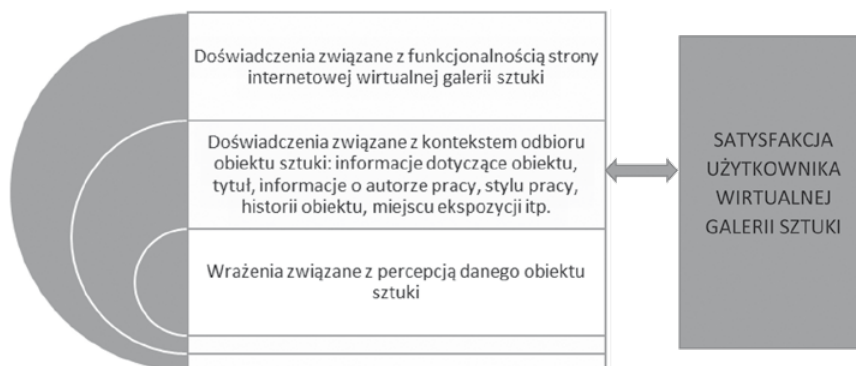 Doświadczenia związane z funkcjonalnością strony
internetowej wirtualnej galerii sztuki
Doświadczenia związane z kontekstem odbioru
obiektu sztuki: informacje dotyczące obiektu,
tytuł, informacje o autorze pracy, stylu pracy,
historii obiektu, miejscu ekspozycji itp.
Wrażenia związane z percepcją danego obiektu
sztuki
SATYSFAKCJA
UŻYTKOWNIKA
WIRTUALNEJ
GALERII SZTUKI